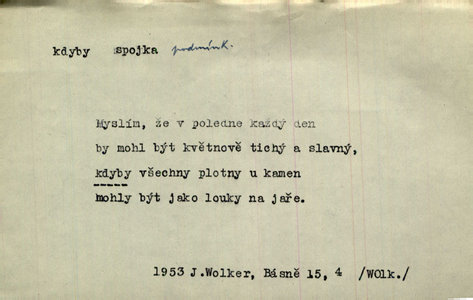 kdyby spojka podmínk.
Myslím, že v poledne každý den
by mohl být květnově tichý a slavný,
kdyby všechny plotny u kamen
mohly být jako louky na jaře.
1953 J.Wolker, Básně 15, 4 /WOlk./